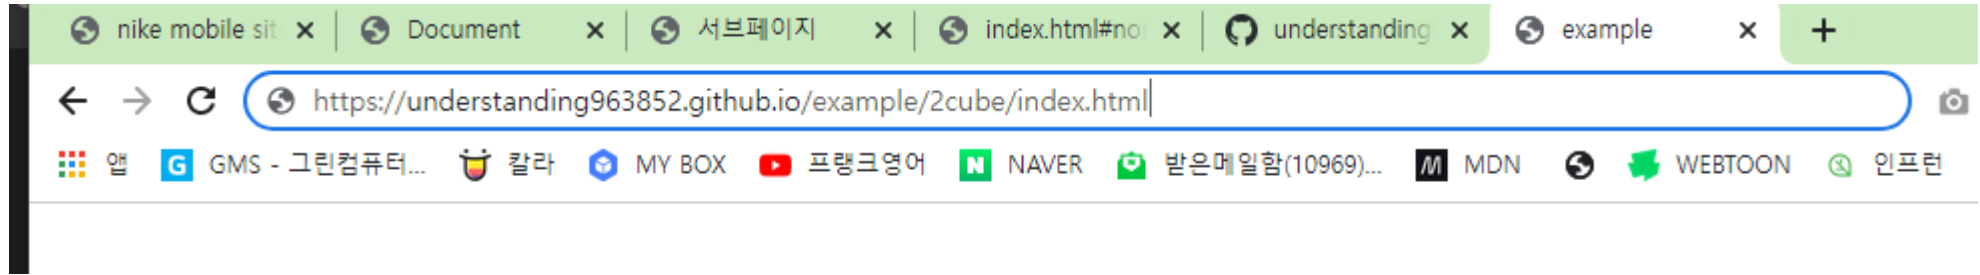 nike mobile sit Document 서브페이지 index.html#no understanding example
https://understanding963852.github.io/example/2cube/index.html
앱 G GMS - 그린컴퓨터... 칼라 MY BOX 프랭크영어 N NAVER 받은메일함(10969)... M MDN WEBTOON 인프런